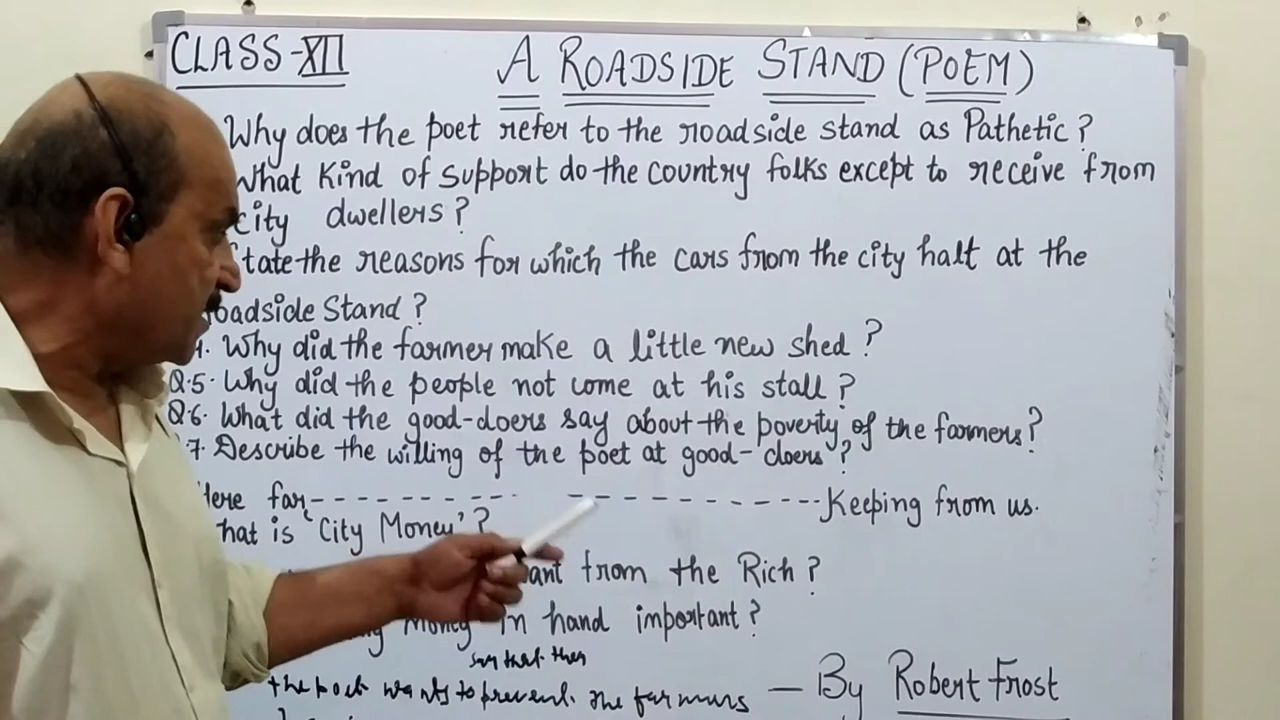 CLASS-XII
A ROADSIDE STAND (POEM)
Why does the poet refer to the roadside stand as Pathetic?
What Kind of support do the country folks except to receive from
city dwellers?
tate the reasons for which the cars from the city halt at the
oadside Stand?
4. Why did the farmer make a little new shed?
Q.5. Why did the people not come at his stall?
Q.6. What did the good-doers say about the poverty of the farmers?
7. Describe the willing of the poet at good-doers?
Here far---------- ----------Keeping from us.
hat is 'City Money'?
ant from the Rich?
Money in hand important?
say that they
the poet wants to prevent. The farmers
— By Robert Frost